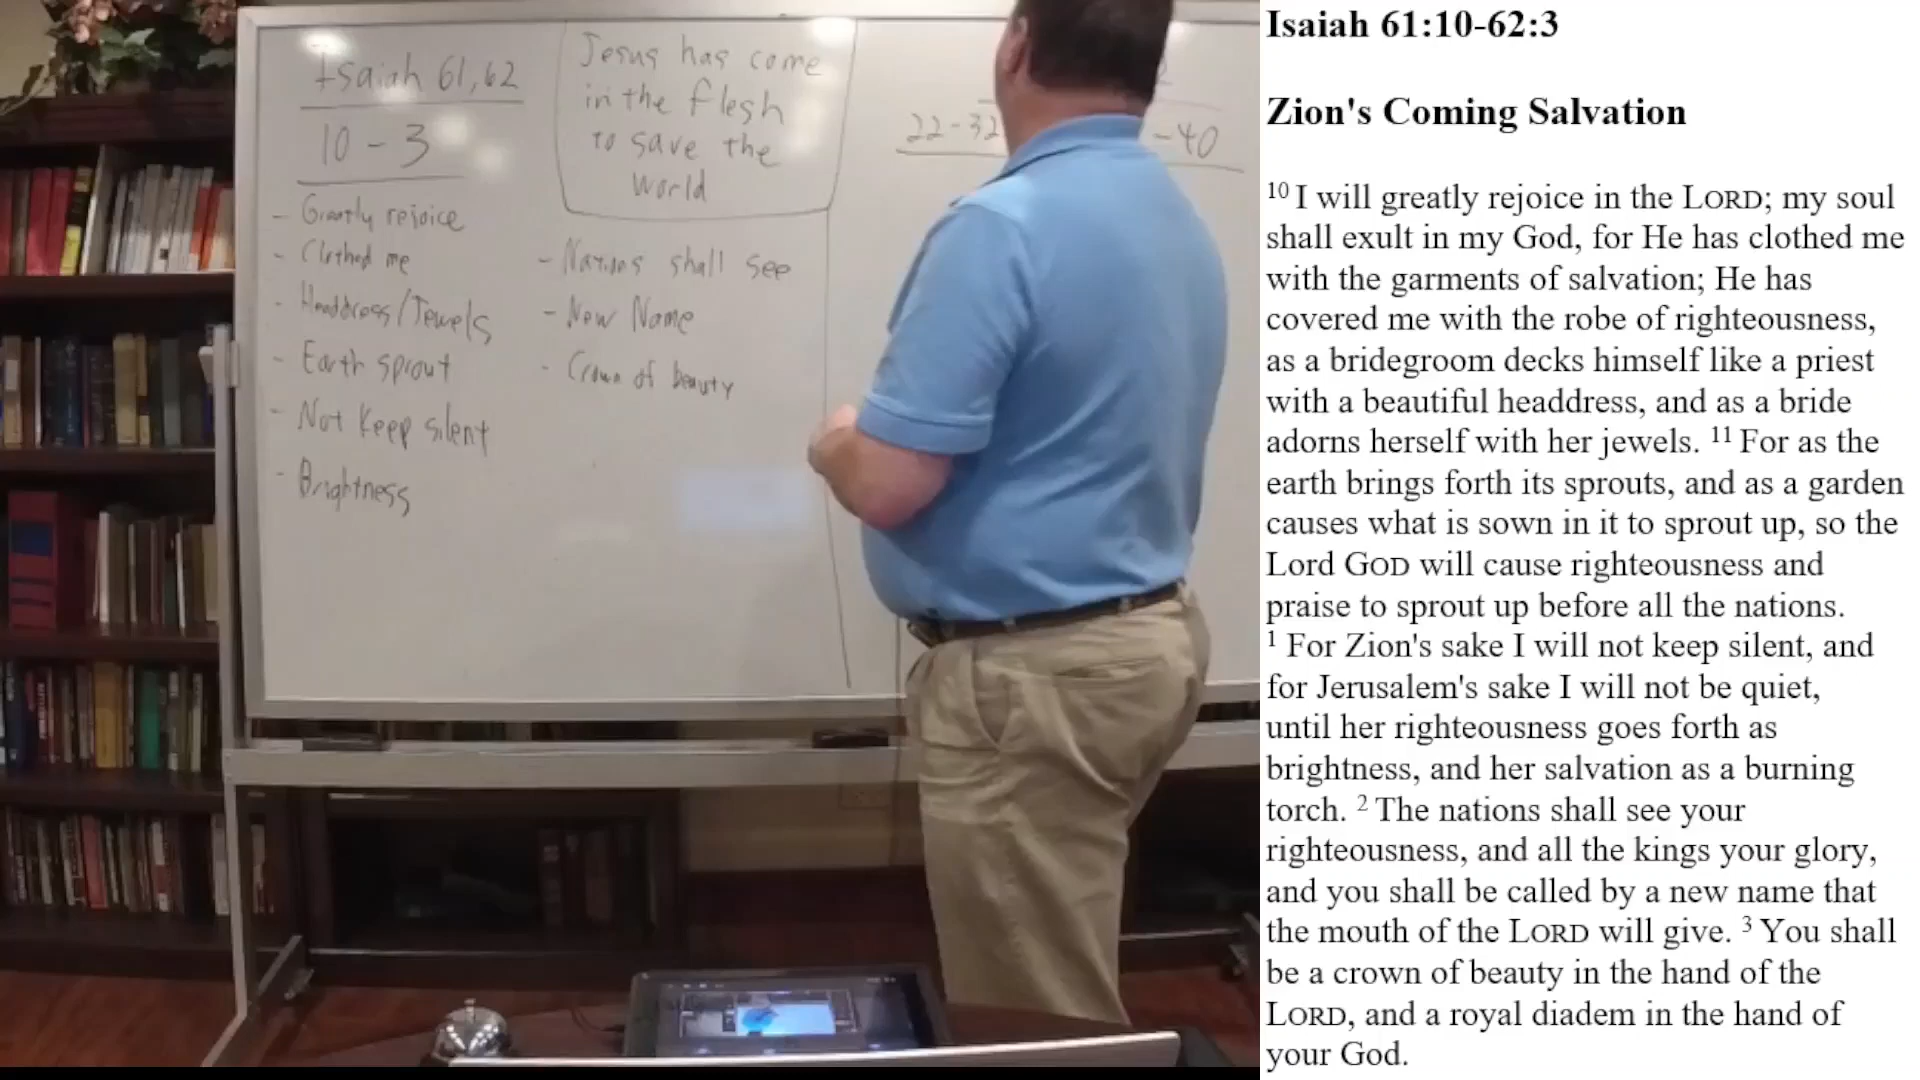 Isaiah 61,62
10 - 3
- Greatly rejoice
- Clothed me
- Headdress/Jewels
- Earth sprout
- Not keep silent
- Brightness
Jesus has come
in the flesh
to save the
world
- Nations shall see
- New Name
- Crown of beauty
2
22-32
-40
Isaiah 61:10-62:3
Zion's Coming Salvation
10 I will greatly rejoice in the LORD; my soul
shall exult in my God, for He has clothed me
with the garments of salvation; He has
covered me with the robe of righteousness,
as a bridegroom decks himself like a priest
with a beautiful headdress, and as a bride
adorns herself with her jewels. 11 For as the
earth brings forth its sprouts, and as a garden
causes what is sown in it to sprout up, so the
Lord GOD will cause righteousness and
praise to sprout up before all the nations.
1 For Zion's sake I will not keep silent, and
for Jerusalem's sake I will not be quiet,
until her righteousness goes forth as
brightness, and her salvation as a burning
torch. 2 The nations shall see your
righteousness, and all the kings your glory,
and you shall be called by a new name that
the mouth of the LORD will give. 3 You shall
be a crown of beauty in the hand of the
LORD, and a royal diadem in the hand of
your God.